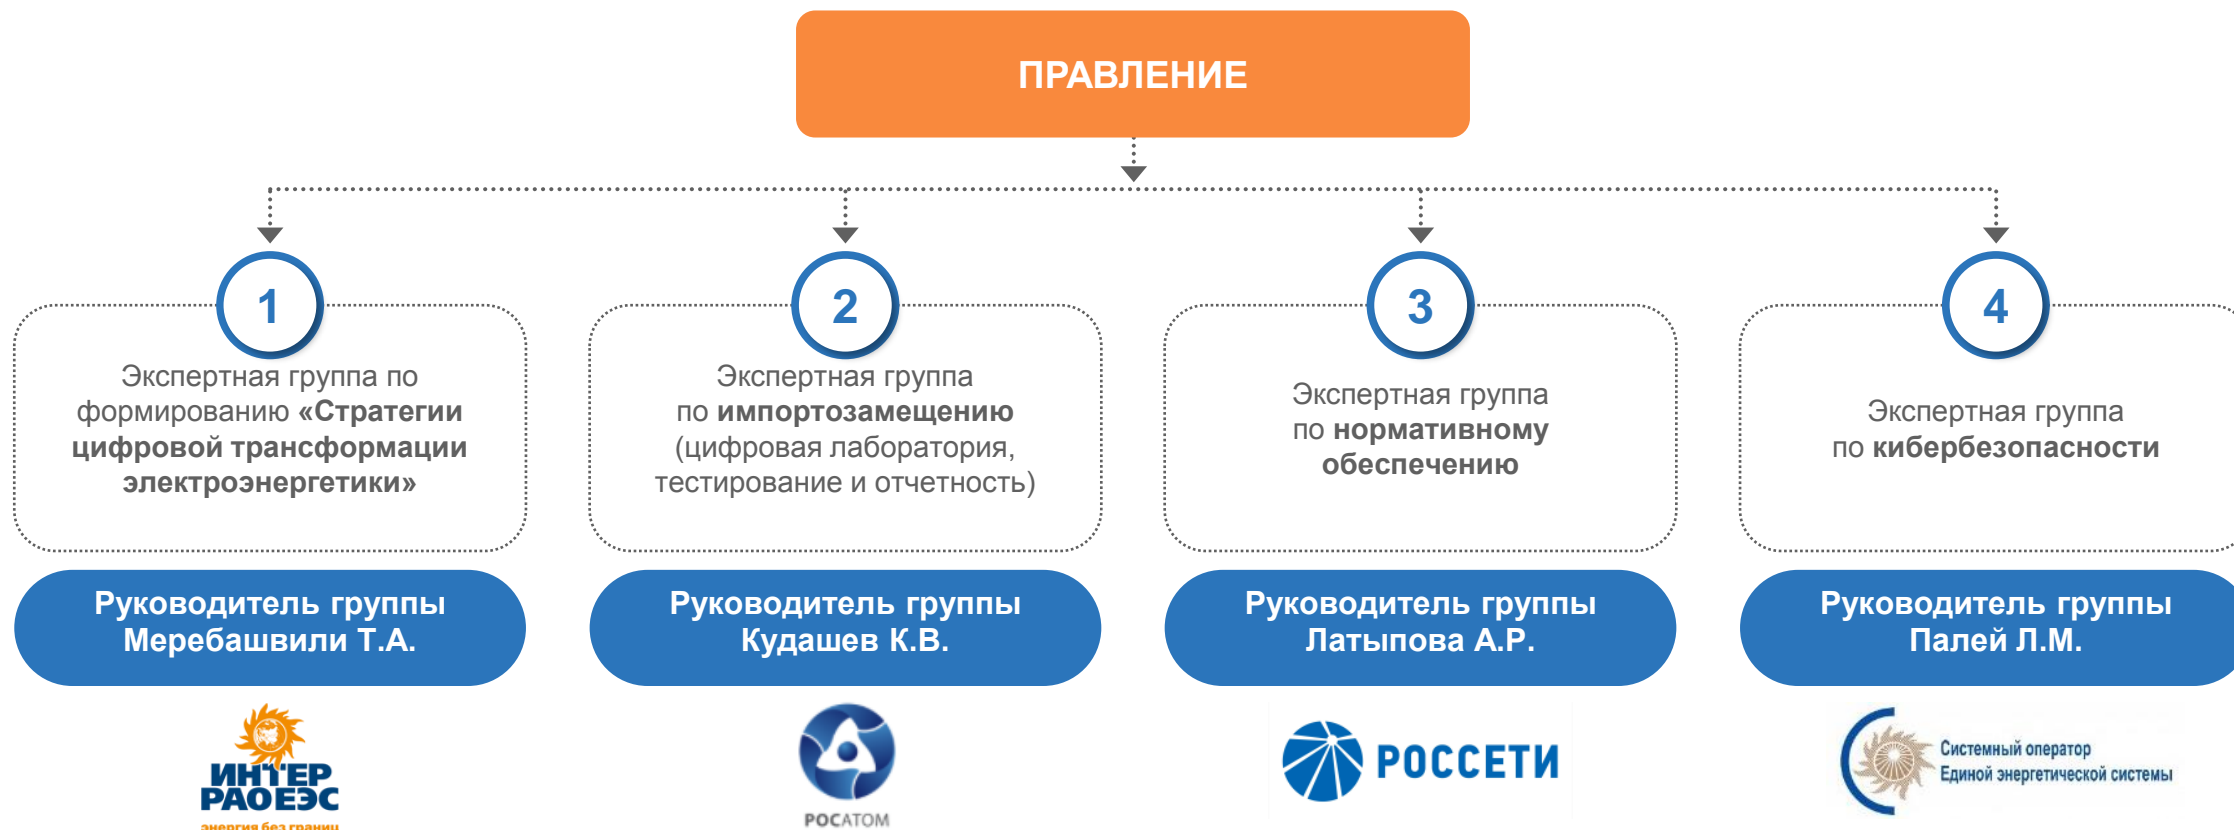 ПРАВЛЕНИЕ
1
Экспертная группа по
формированию «Стратегии
цифровой трансформации
электроэнергетики»
Руководитель группы
Меребашвили Т.А.
ИНТЕР
РАО ЕЭС
энергия без границ
2
Экспертная группа
по импортозамещению
(цифровая лаборатория,
тестирование и отчетность)
Руководитель группы
Кудашев К.В.
РОСАТОМ
3
Экспертная группа
по нормативному
обеспечению
Руководитель группы
Латыпова А.Р.
РОССЕТИ
4
Экспертная группа
по кибербезопасности
Руководитель группы
Палей Л.М.
Системный оператор
Единой энергетической системы